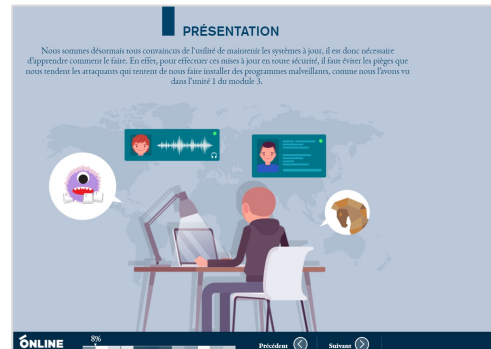 PRÉSENTATION
Nous sommes désormais tous convaincus de l'utilité de maintenir les systèmes à jour, il est donc nécessaire
d'apprendre comment le faire. En effet, pour effectuer ces mises à jour en toute sécurité, il faut éviter les pièges que
nous tendent les attaquants qui tentent de nous faire installer des programmes malveillants, comme nous l'avons vu
dans l'unité 1 du module 3.
ONLINE
8%
Précédent
Suivant